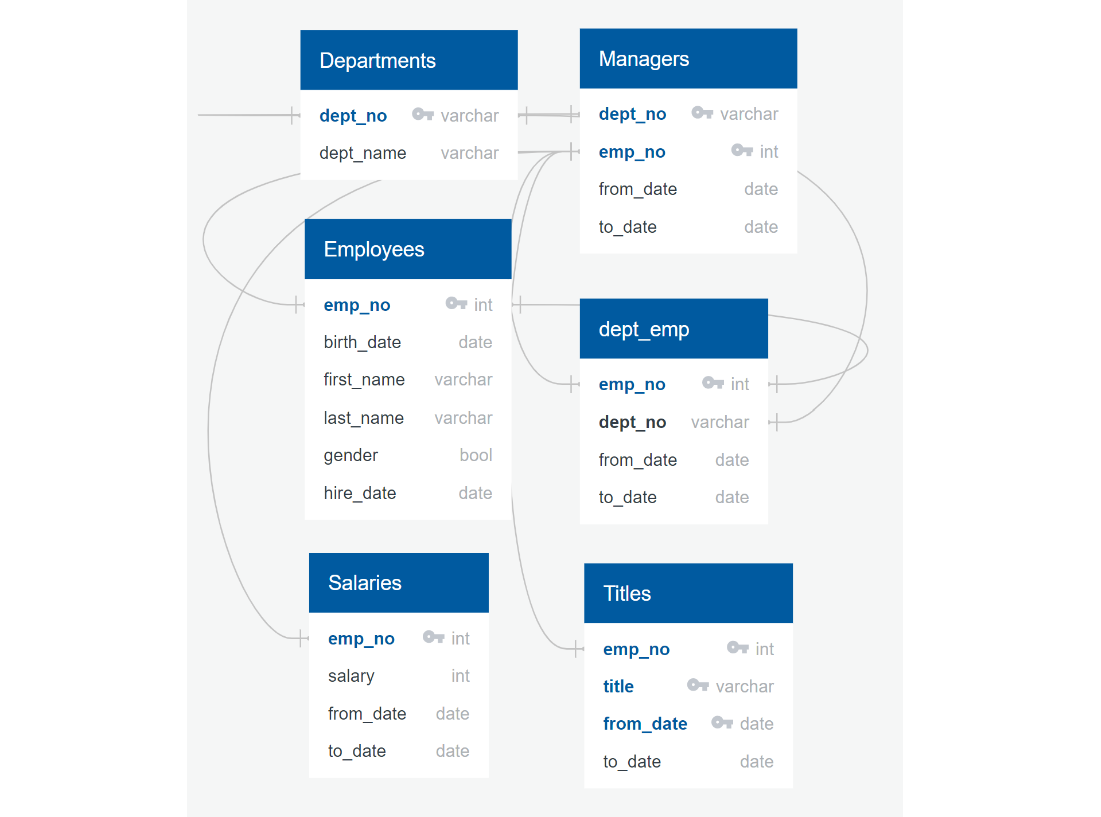 Departments
dept_no varchar
dept_name varchar
Managers
dept_no varchar
emp_no int
from_date date
to_date date
Employees
emp_no int
birth_date date
first_name varchar
last_name varchar
gender bool
hire_date date
dept_emp
emp_no int
dept_no varchar
from_date date
to_date date
Salaries
emp_no int
salary int
from_date date
to_date date
Titles
emp_no int
title varchar
from_date date
to_date date